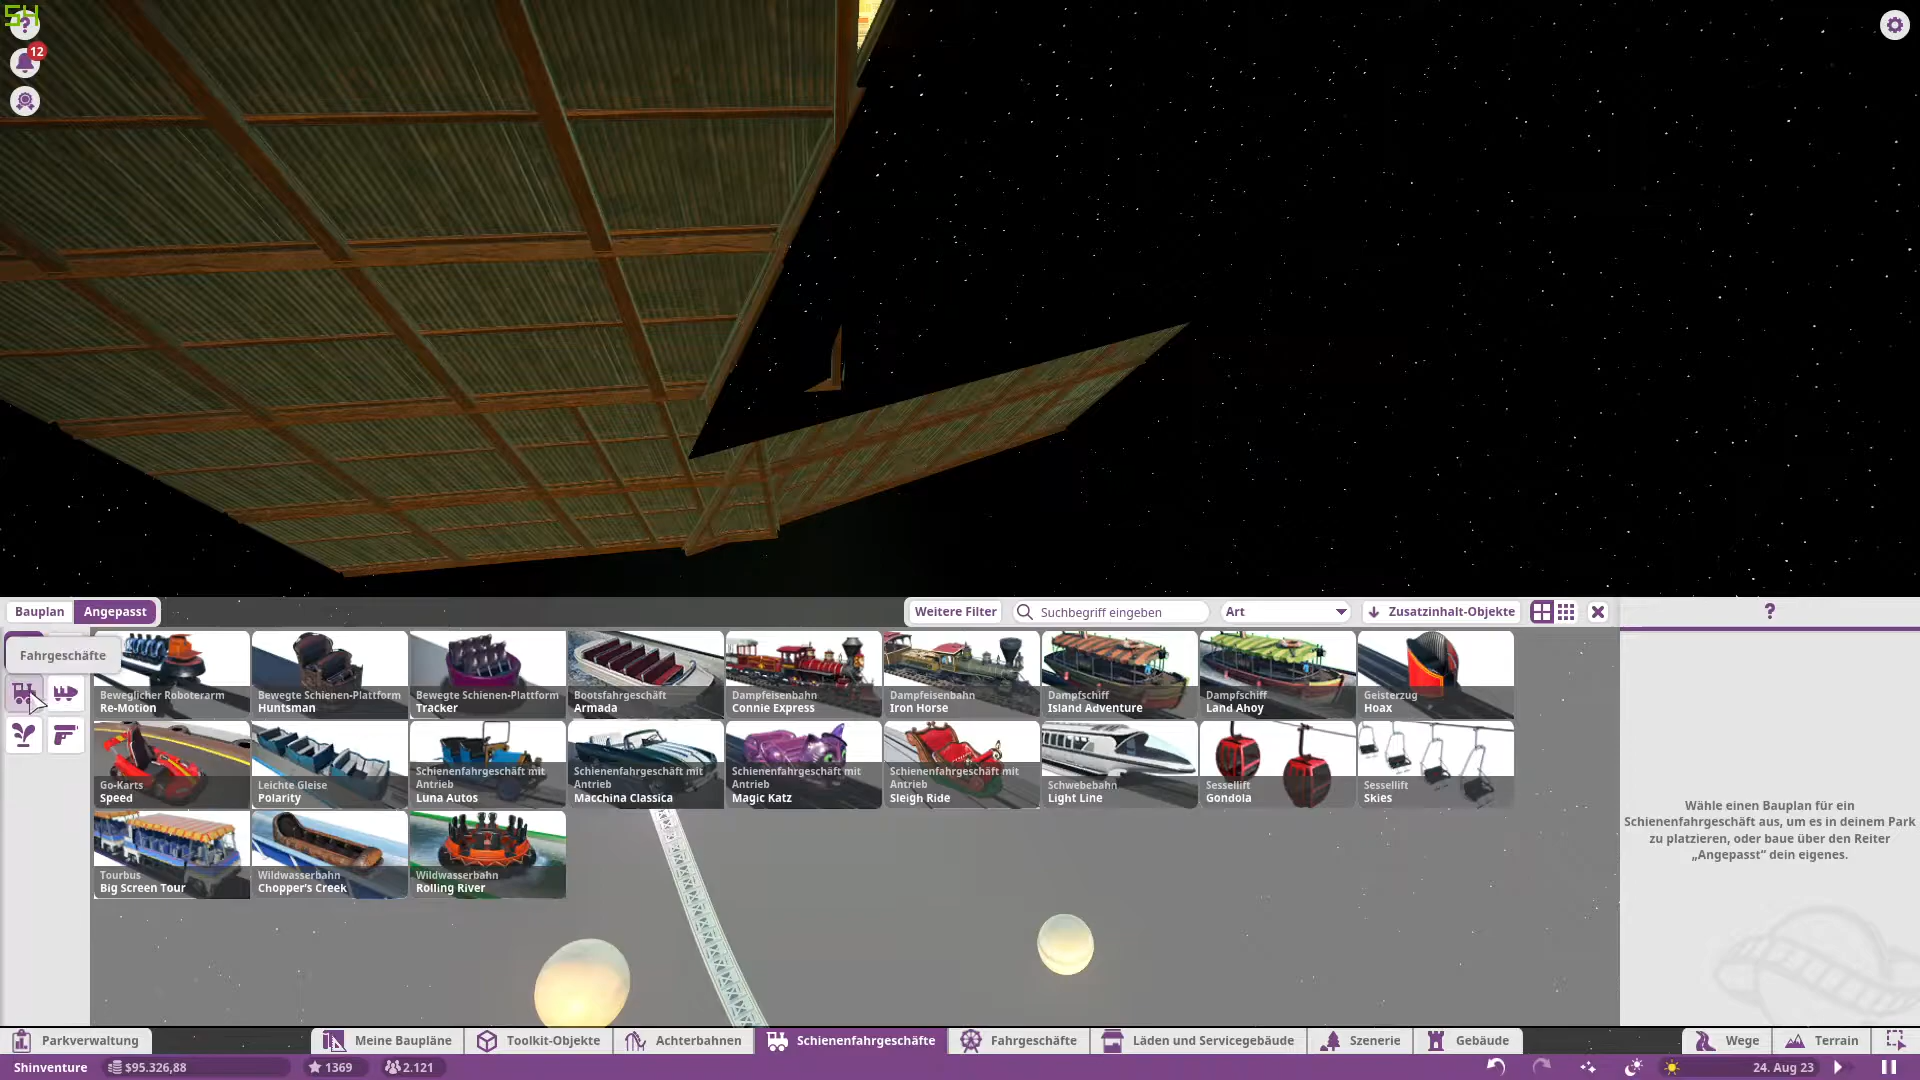 54
?
12
Bauplan
Angepasst
Weitere Filter
Suchbegriff eingeben
Art
Zusatzinhalt-Objekte
?
Fahrgeschäfte
Beweglicher Roboterarm
Re-Motion
Bewegte Schienen-Plattform
Huntsman
Bewegte Schienen-Plattform
Tracker
Bootsfahrgeschäft
Armada
Dampfeisenbahn
Connie Express
Dampfeisenbahn
Iron Horse
Dampfschiff
Island Adventure
Dampfschiff
Land Ahoy
Geisterzug
Hoax
Go-Karts
Speed
Leichte Gleise
Polarity
Schienenfahrgeschäft mit
Antrieb
Luna Autos
Schienenfahrgeschäft mit
Antrieb
Macchina Classica
Schienenfahrgeschäft mit
Antrieb
Magic Katz
Schienenfahrgeschäft mit
Antrieb
Sleigh Ride
Schwebebahn
Light Line
Sessellift
Gondola
Sessellift
Skies
Tourbus
Big Screen Tour
Wildwasserbahn
Chopper's Creek
Wildwasserbahn
Rolling River
Wähle einen Bauplan für ein
Schienenfahrgeschäft aus, um es in deinem Park
zu platzieren, oder baue über den Reiter
„Angepasst“ dein eigenes.
Parkverwaltung
Meine Baupläne
Toolkit-Objekte
Achterbahnen
Schienenfahrgeschäfte
Fahrgeschäfte
Läden und Servicegebäude
Szenerie
Gebäude
Wege
Terrain
Shinventure
$95.326,88
1369
2.121
24. Aug 23